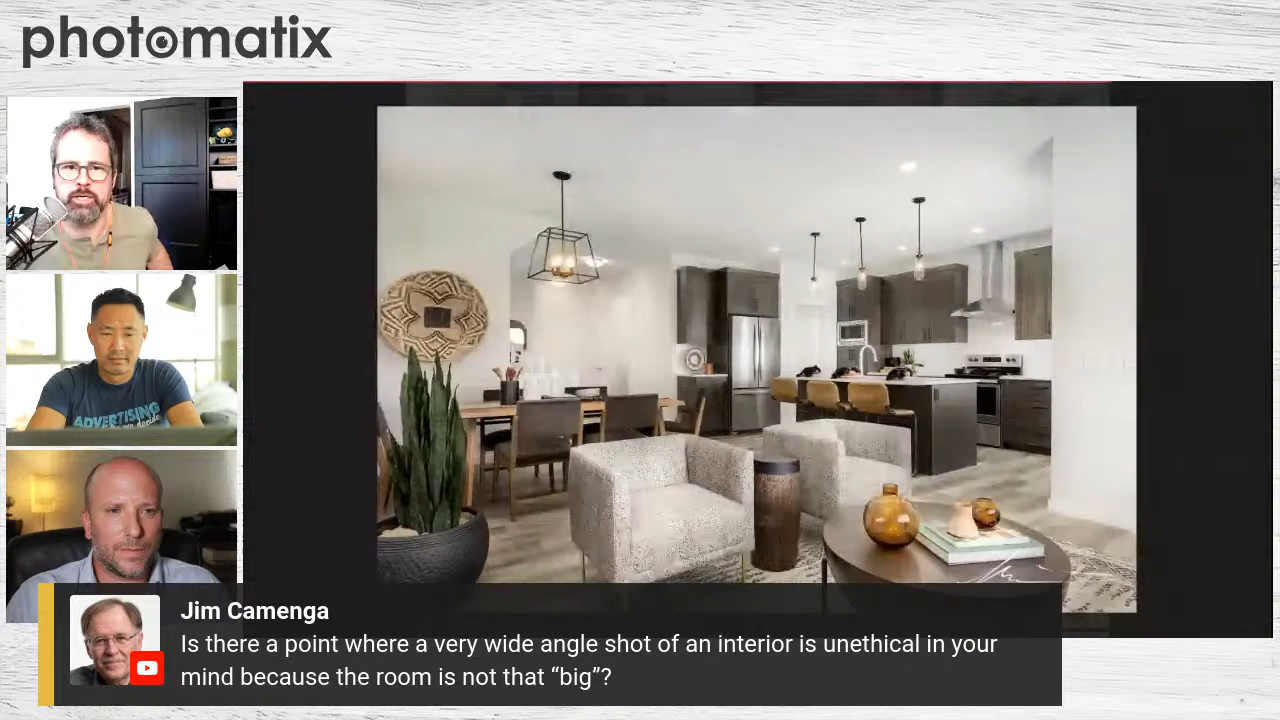 photomatix
ADVERTISING
Jim Camenga
Is there a point where a very wide angle shot of an interior is unethical in your
mind because the room is not that “big”?